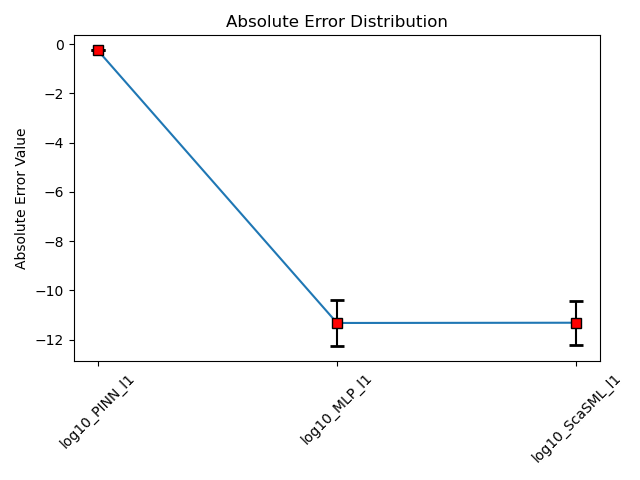 Absolute Error Distribution
Absolute Error Value
0
−2
−4
−6
−8
−10
−12
log10_PINN_l1
log10_MLP_l1
log10_ScaSML_l1